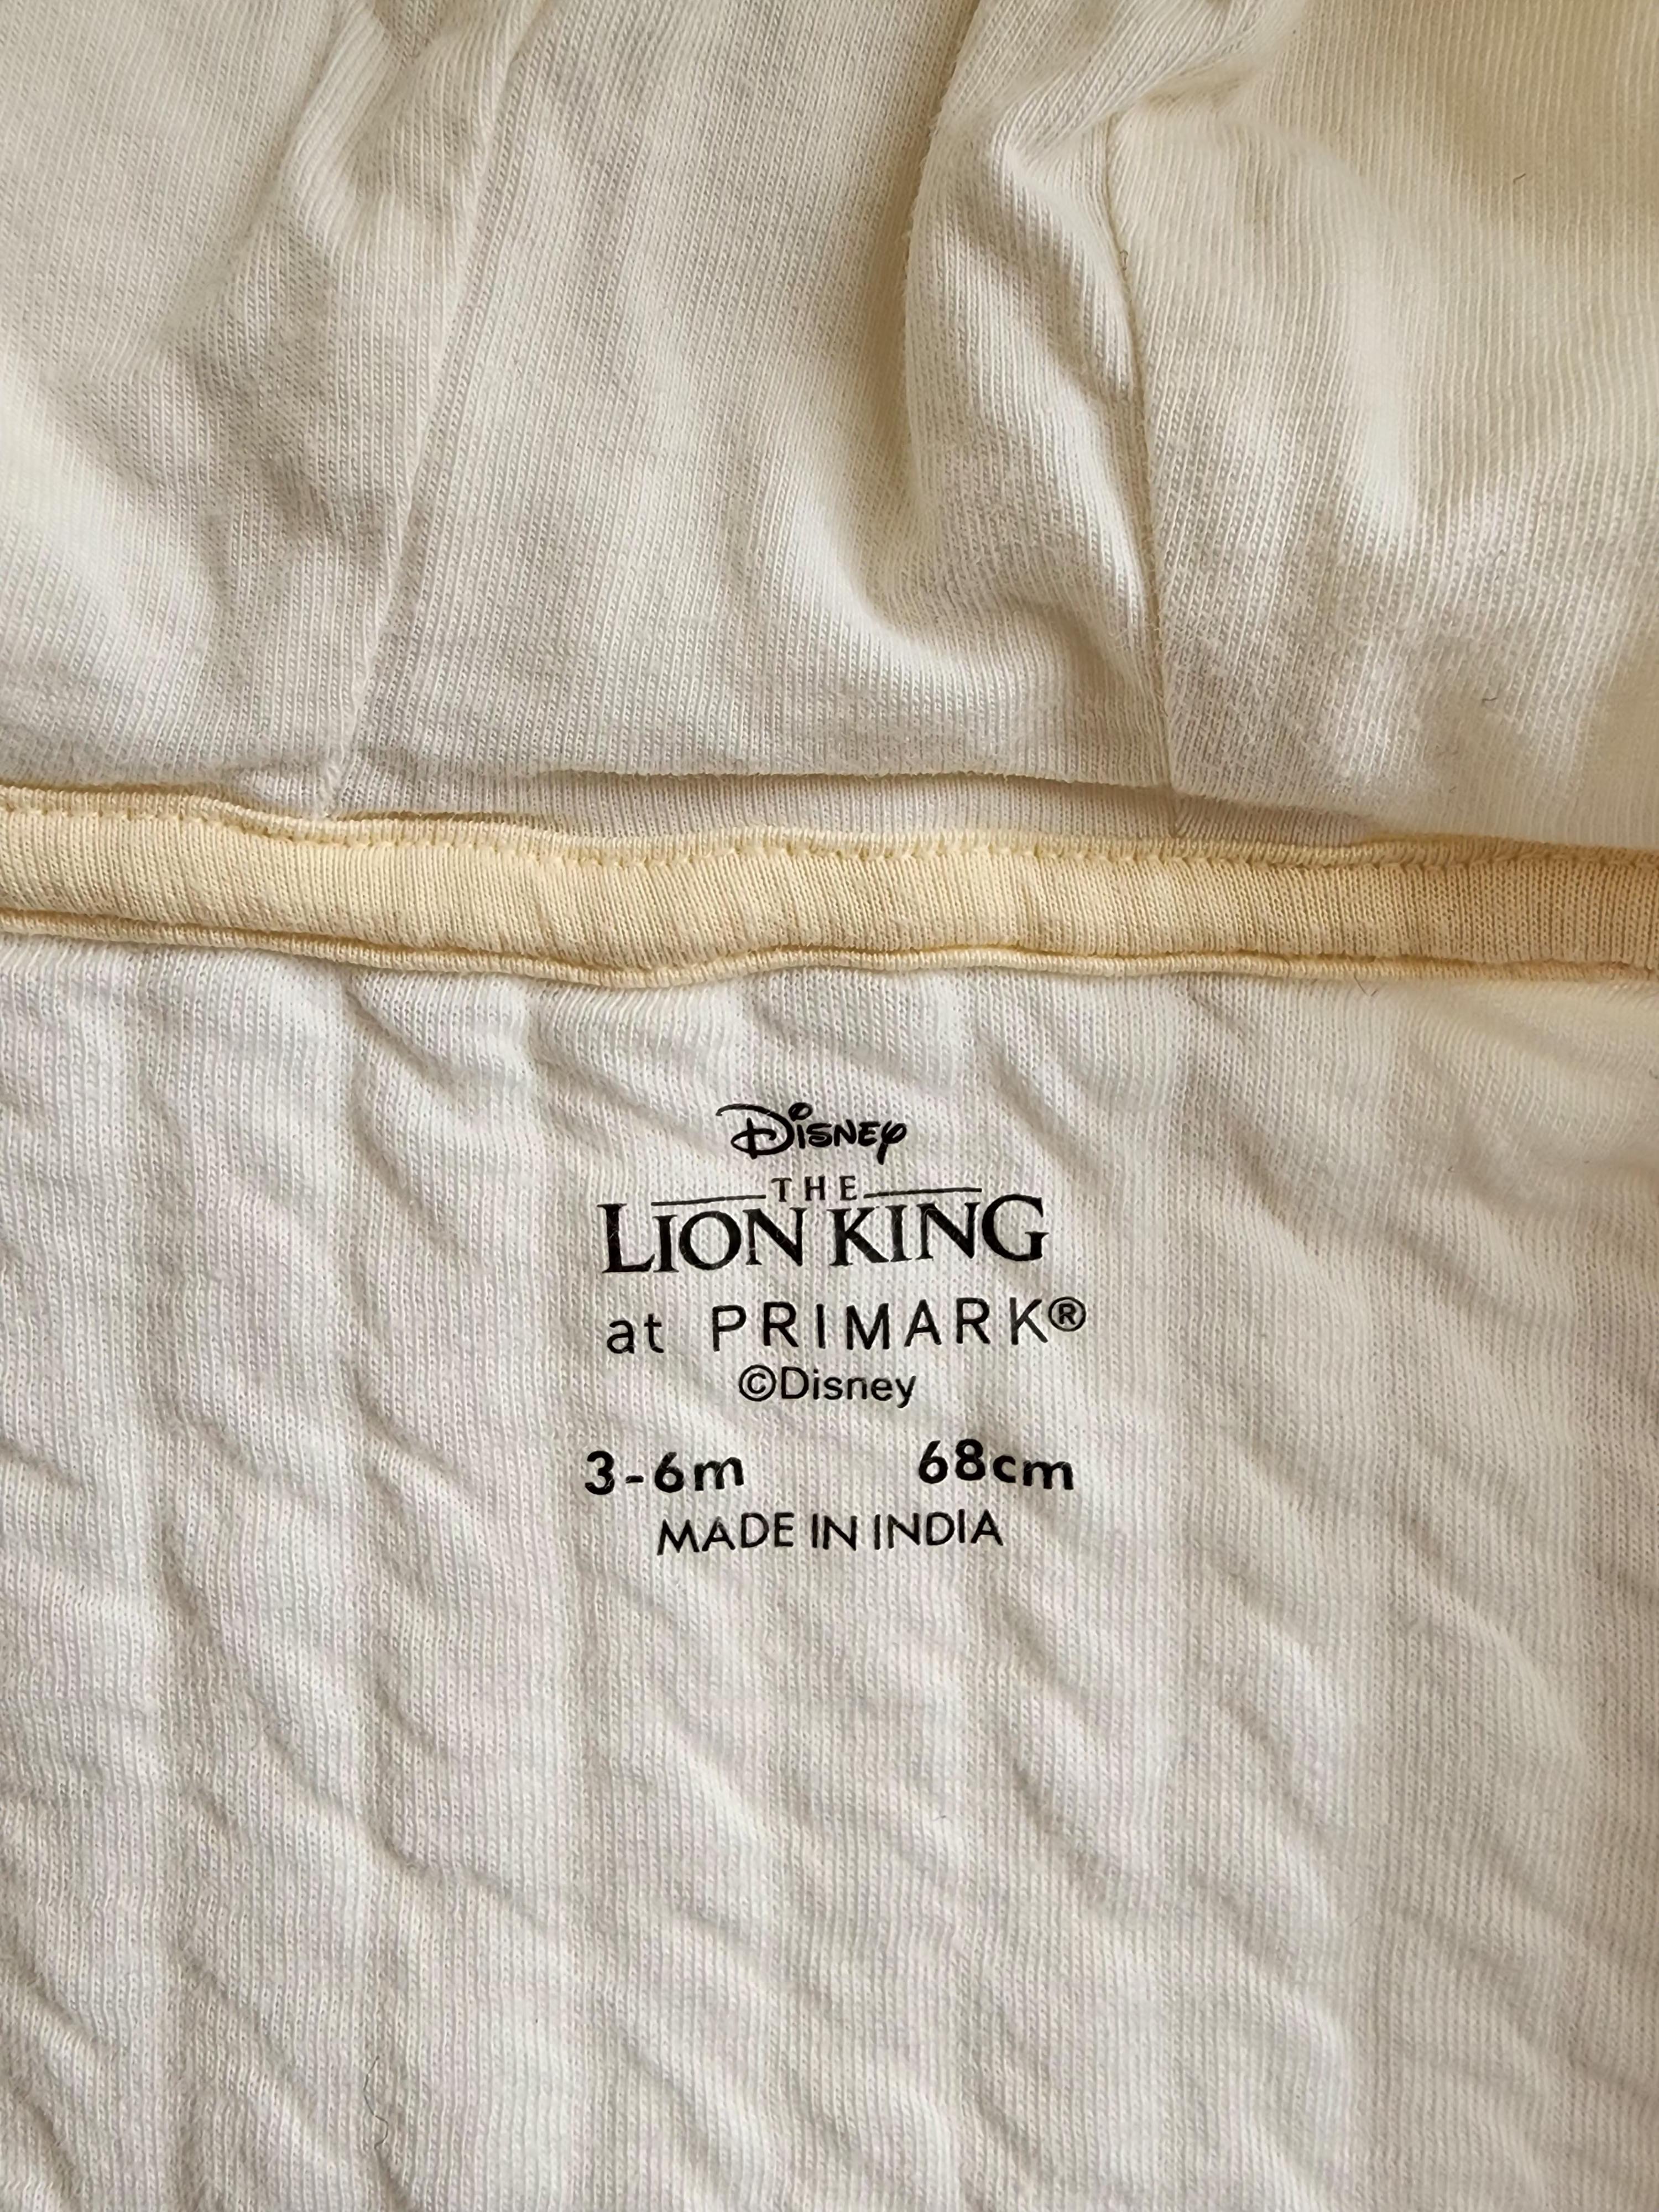 Disney
THE
LION KING
at PRIMARK®
©Disney
3-6m 68cm
MADE IN INDIA